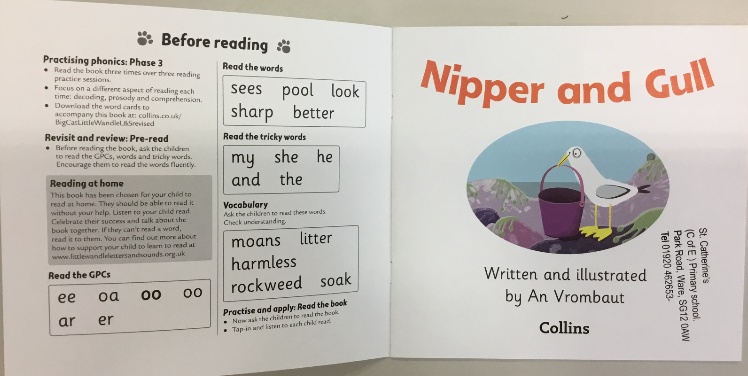 Before reading
Practising phonics: Phase 3
• Read the book three times over three reading
practice sessions.
• Focus on a different aspect of reading each
time: decoding, prosody and comprehension.
• Download the word cards to
accompany this book at: collins.co.uk/
BigCatLittleWandleL&Srevised
Revisit and review: Pre-read
• Before reading the book, ask the children
to read the GPCs, words and tricky words.
Encourage them to read the words fluently.
Reading at home
This book has been chosen for your child to
read at home. They should be able to read it
without your help. Listen to your child read.
Celebrate their success and talk about the
book together. If they can't read a word,
read it to them. You can find out more about
how to support your child to learn to read at
www.littlewandlelettersandsounds.org.uk
Read the GPCs
ee oa oo oo
ar er
Read the words
sees pool look
sharp better
Read the tricky words
my she he
and the
Vocabulary
Ask the children to read these words.
Check understanding.
moans litter
harmless
rockweed soak
Practise and apply: Read the book
• Now ask the children to read the book.
• Tap-in and listen to each child read.
Nipper and Gull
Written and illustrated
by An Vrombaut
Collins
St. Catherine's
(C of E) Primary school,
Park Road, Ware, SG12 0AW
Tel 01920 462653-